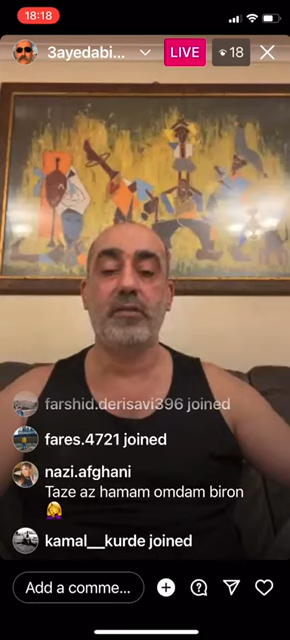 18:18
3ayedabi...
LIVE
18
farshid.derisavi396 joined
fares.4721 joined
nazi.afghani
Taze az hamam omdam biron
🤦‍♀️
kamal__kurde joined
Add a comme...